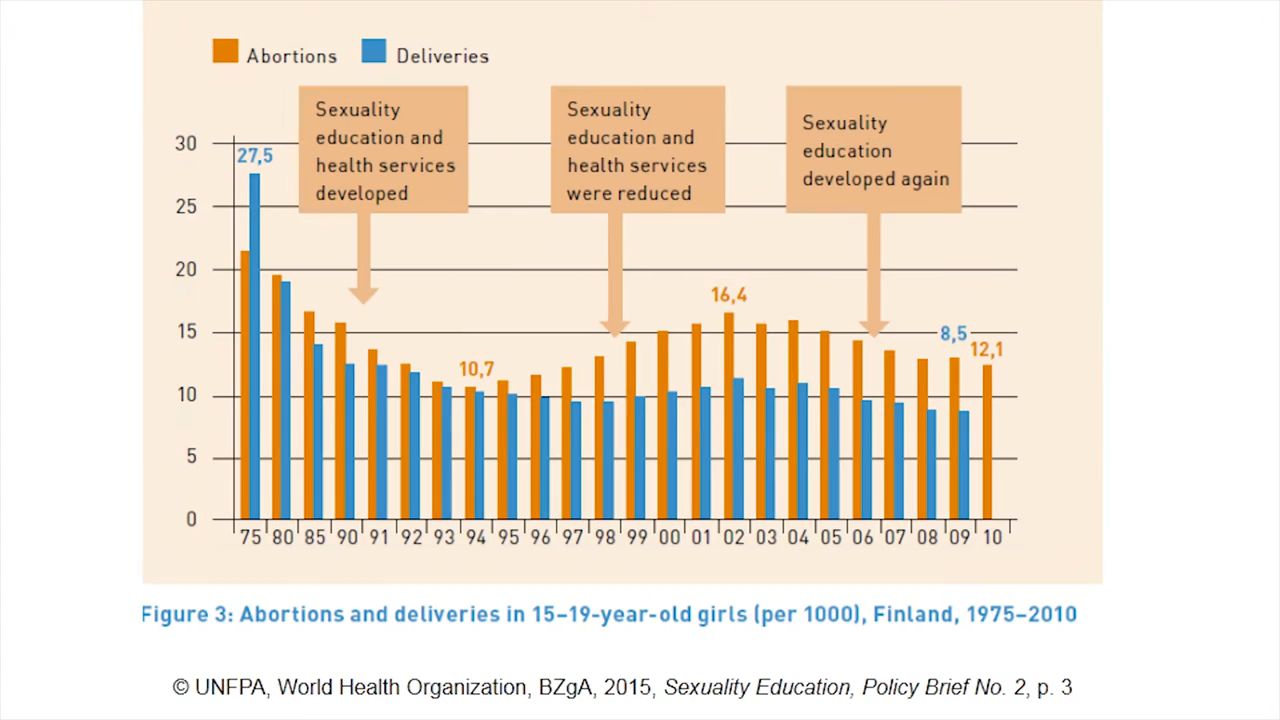 Abortions
Deliveries
Sexuality
education and
health services
developed
Sexuality
education and
health services
were reduced
Sexuality
education
developed again
30
25
20
15
10
5
0
27,5
10,7
16,4
8,5
12,1
75 80 85 90 91 92 93 94 95 96 97 98 99 00 01 02 03 04 05 06 07 08 09 10
Figure 3: Abortions and deliveries in 15–19-year-old girls (per 1000), Finland, 1975–2010
© UNFPA, World Health Organization, BZgA, 2015, Sexuality Education, Policy Brief No. 2, p. 3